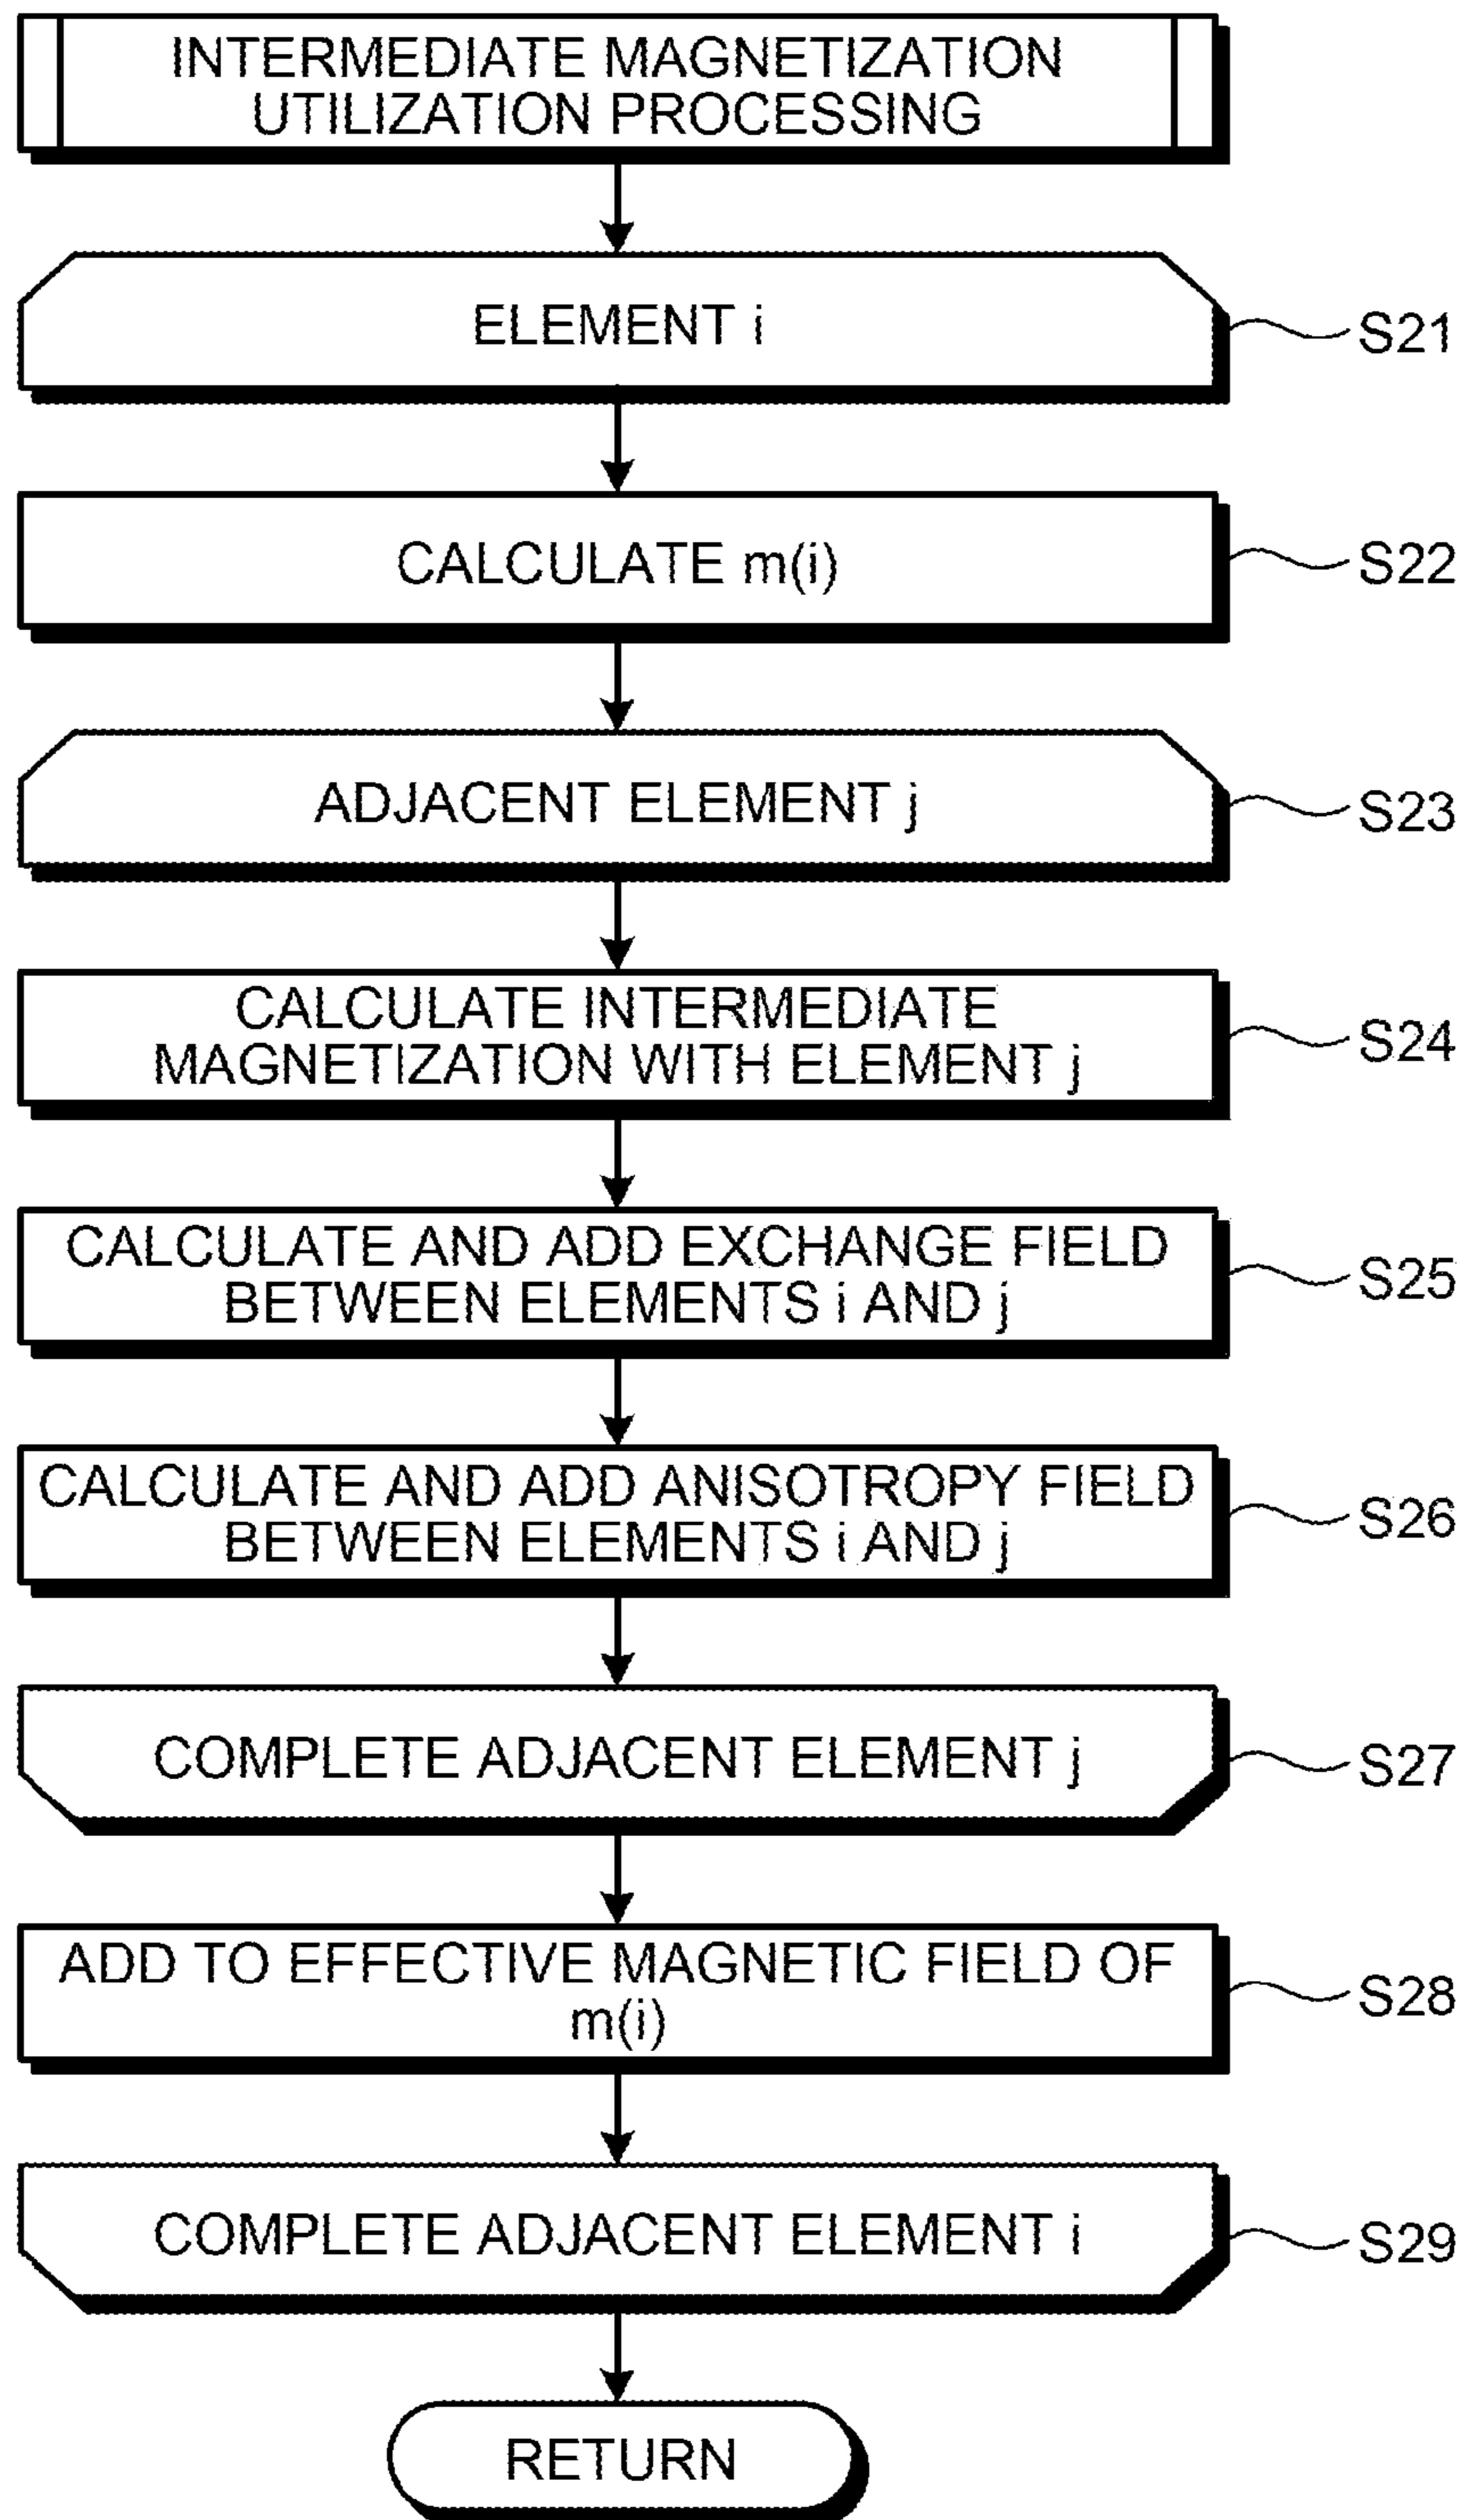 INTERMEDIATE MAGNETIZATION
UTILIZATION PROCESSING
ELEMENT i
S21
CALCULATE m(i)
S22
ADJACENT ELEMENT j
S23
CALCULATE INTERMEDIATE
MAGNETIZATION WITH ELEMENT j
S24
CALCULATE AND ADD EXCHANGE FIELD
BETWEEN ELEMENTS i AND j
S25
CALCULATE AND ADD ANISOTROPY FIELD
BETWEEN ELEMENTS i AND j
S26
COMPLETE ADJACENT ELEMENT j
S27
ADD TO EFFECTIVE MAGNETIC FIELD OF
m(i)
S28
COMPLETE ADJACENT ELEMENT i
S29
RETURN